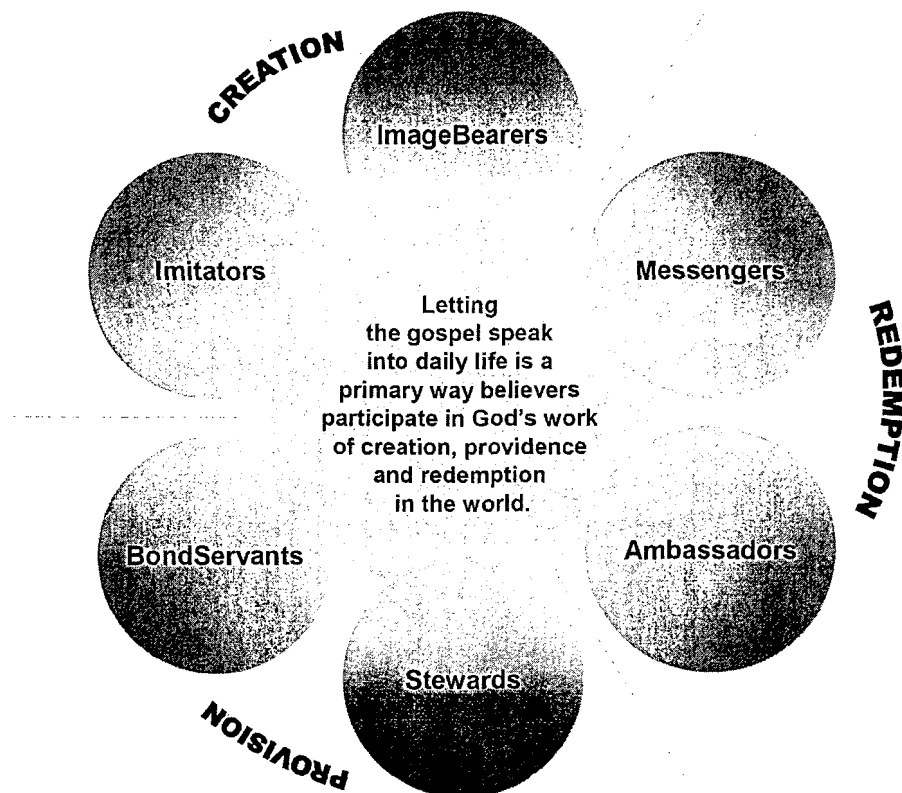 CREATION
ImageBearers
Imitators
Messengers
Letting
the gospel speak
into daily life is a
primary way believers
participate in God's work
of creation, providence
and redemption
in the world.
REDEMPTION
BondServants
Ambassadors
Stewards
PROVISION